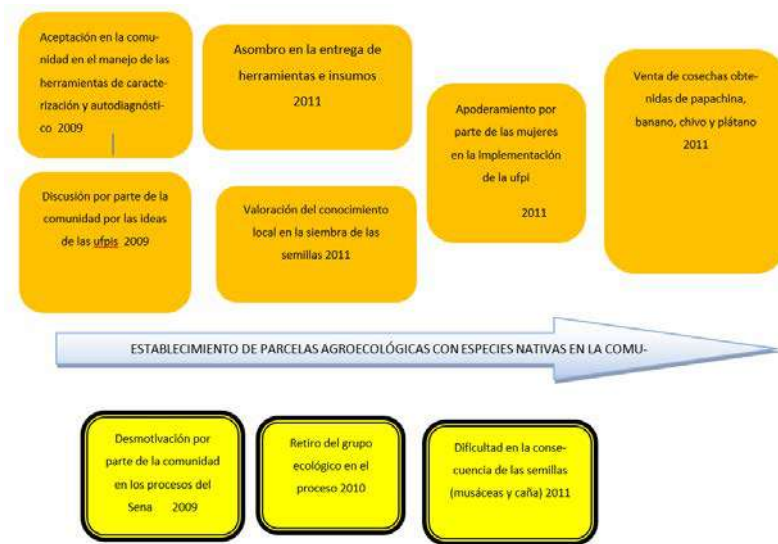 Aceptación en la comu-
nidad en el manejo de las
herramientas de caracte-
rización y autodiagnósti-
co 2009
Asombro en la entrega de
herramientas e insumos
2011
Apoderamiento por
parte de las mujeres
en la implementación
de la ufpi
2011
Venta de cosechas obte-
nidas de papachina,
banano, chivo y plátano
2011
Discusión por parte de la
comunidad por las ideas
de las ufpis 2009
Valoración del conocimiento
local en la siembra de las
semillas 2011
ESTABLECIMIENTO DE PARCELAS AGROECOLÓGICAS CON ESPECIES NATIVAS EN LA COMU-
Desmotivación por
parte de la comunidad
en los procesos del
Sena 2009
Retiro del grupo
ecológico en el
proceso 2010
Dificultad en la conse-
cuencia de las semillas
(musáceas y caña) 2011